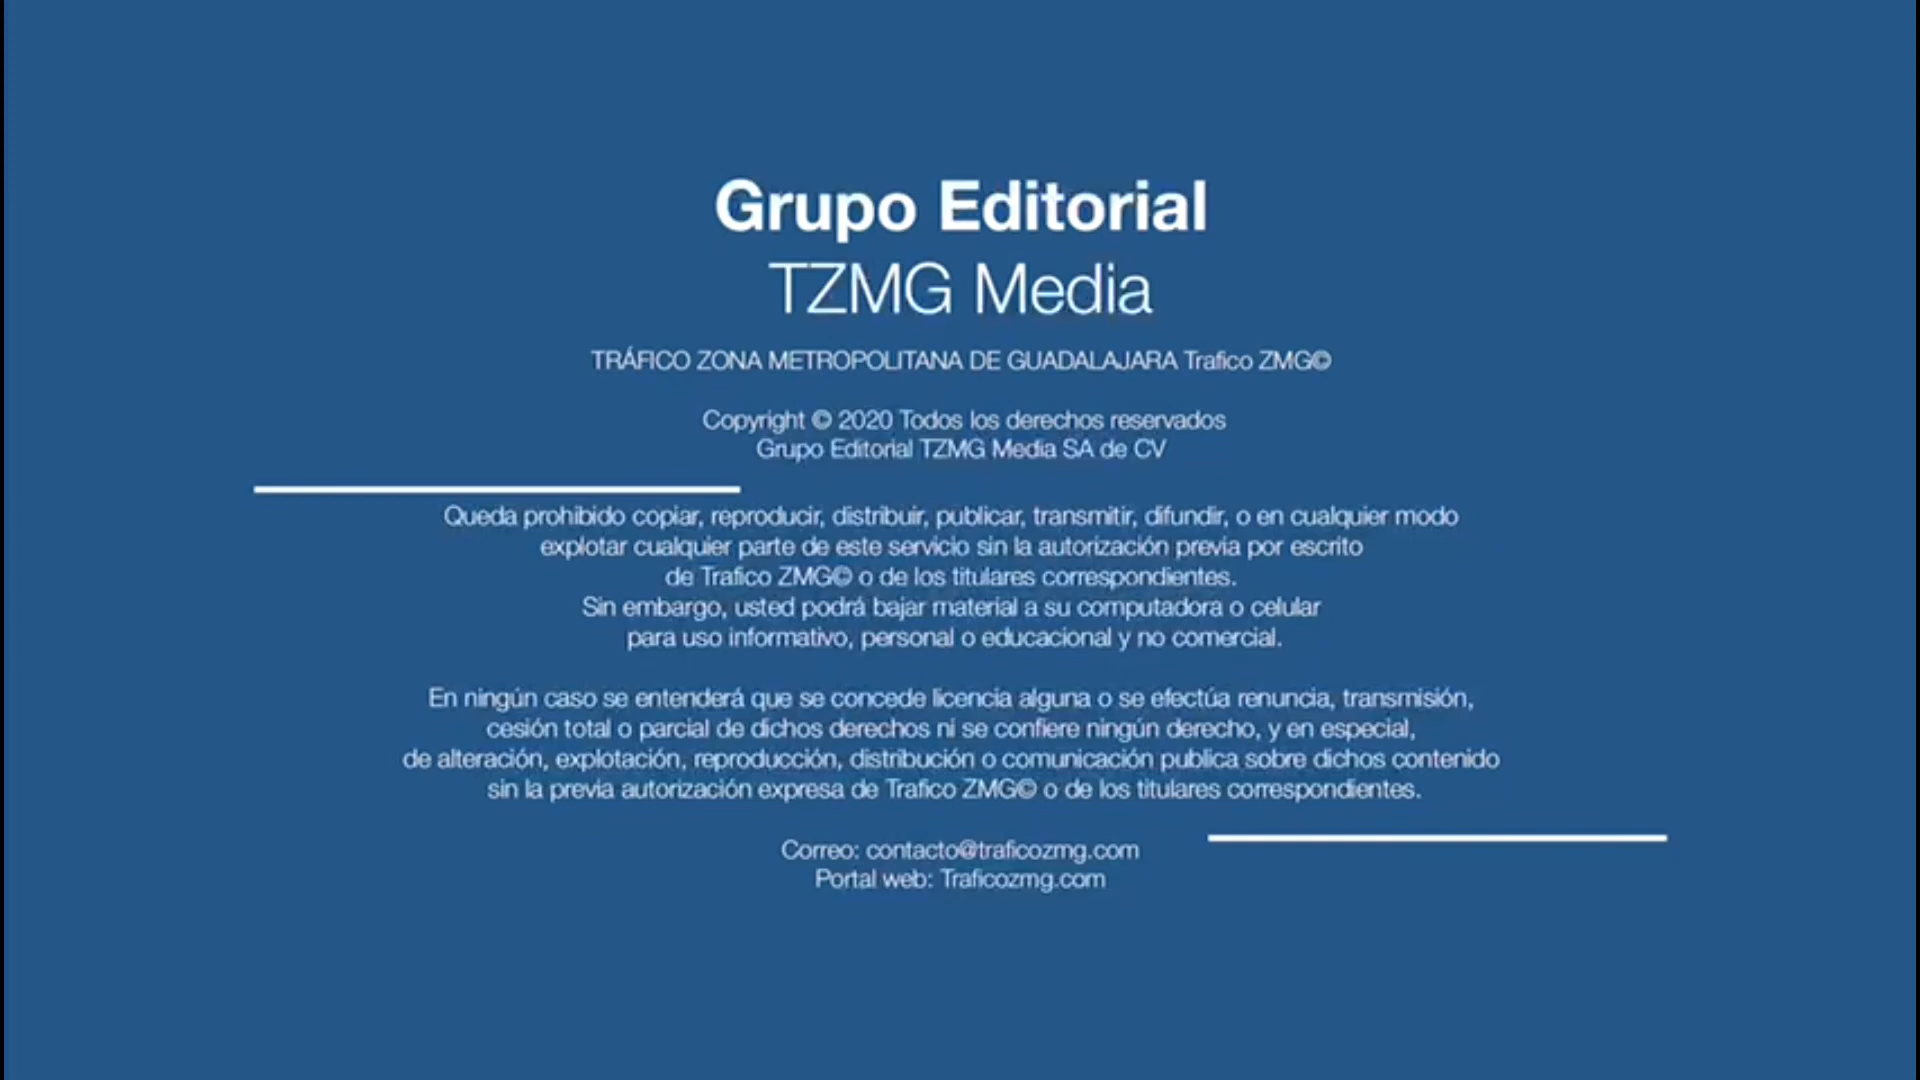 Grupo Editorial
TZMG Media
TRÁFICO ZONA METROPOLITANA DE GUADALAJARA Trafico ZMG©
Copyright © 2020 Todos los derechos reservados
Grupo Editorial TZMG Media SA de CV
Queda prohibido copiar, reproducir, distribuir, publicar, transmitir, difundir, o en cualquier modo
explotar cualquier parte de este servicio sin la autorización previa por escrito
de Trafico ZMG© o de los titulares correspondientes.
Sin embargo, usted podrá bajar material a su computadora o celular
para uso informativo, personal o educacional y no comercial.
En ningún caso se entenderá que se concede licencia alguna o se efectúa renuncia, transmisión,
cesión total o parcial de dichos derechos ni se confiere ningún derecho, y en especial,
de alteración, explotación, reproducción, distribución o comunicación publica sobre dichos contenido
sin la previa autorización expresa de Trafico ZMG© o de los titulares correspondientes.
Correo: contacto@traficozmg.com
Portal web: Traficozmg.com